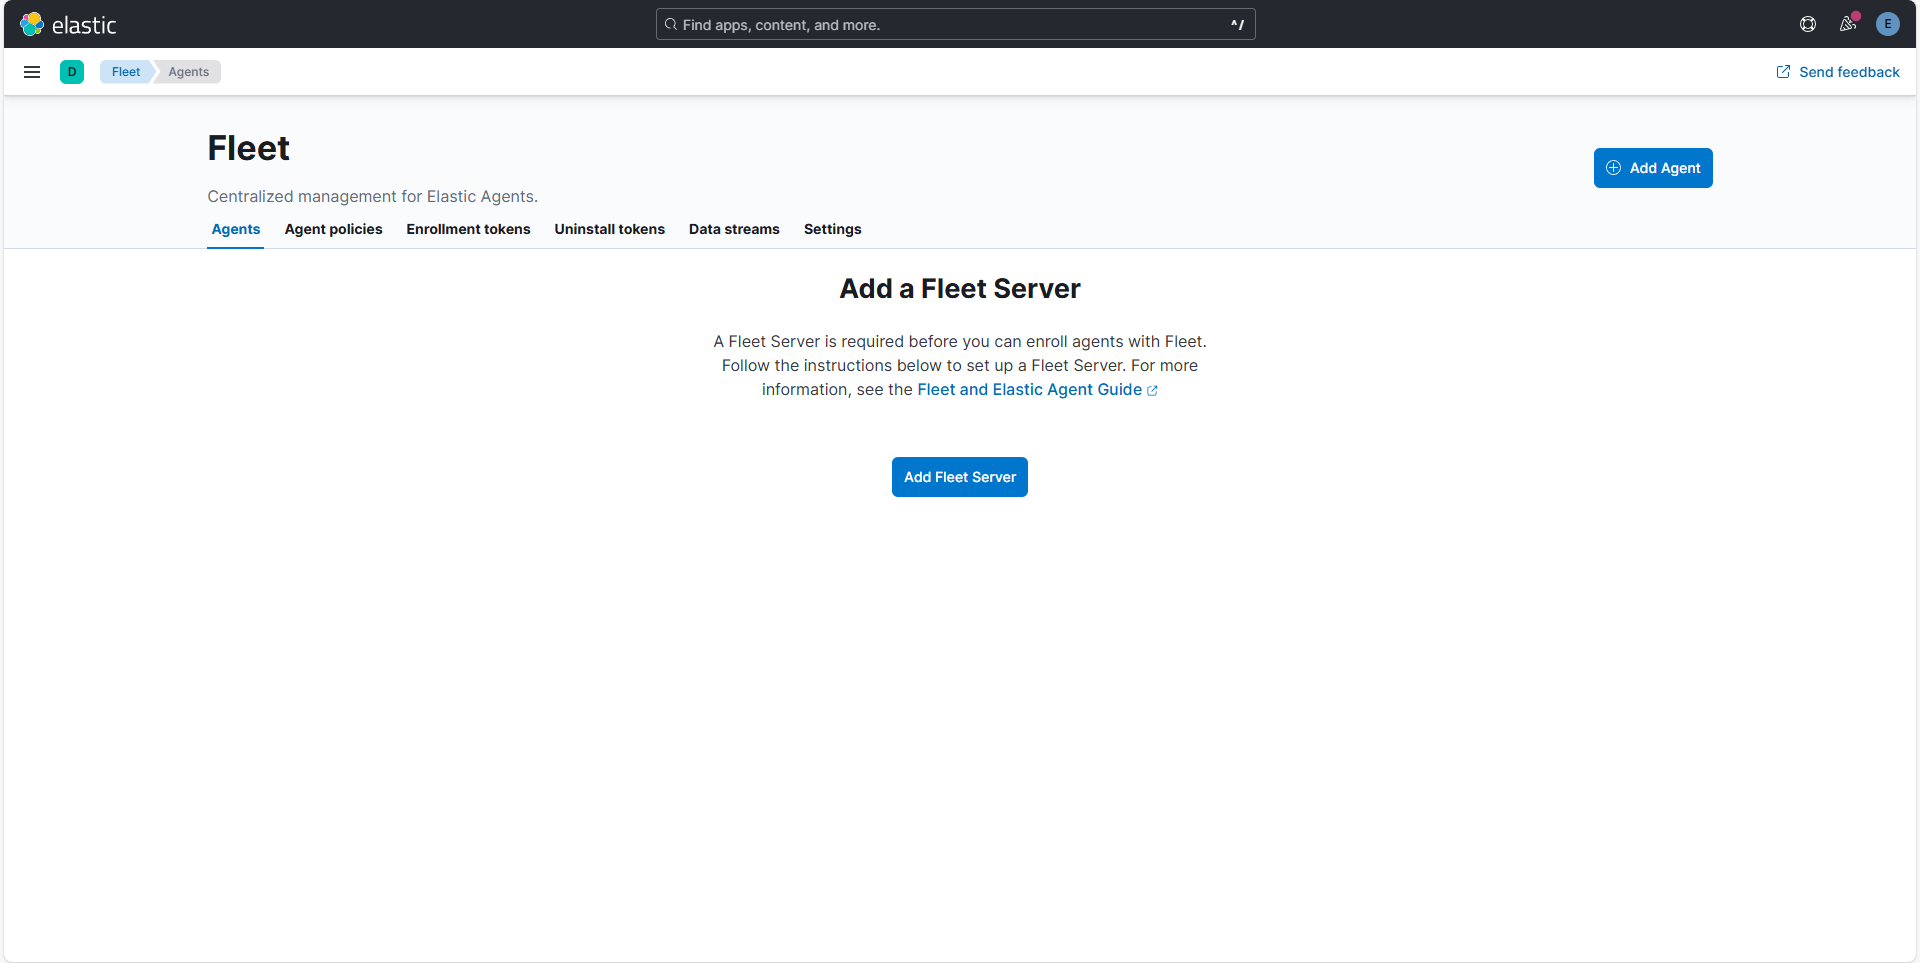 elastic
Find apps, content, and more.
^/
E
D
Fleet
Agents
Send feedback
Fleet
Add Agent
Centralized management for Elastic Agents.
Agents
Agent policies
Enrollment tokens
Uninstall tokens
Data streams
Settings
Add a Fleet Server
A Fleet Server is required before you can enroll agents with Fleet.
Follow the instructions below to set up a Fleet Server. For more
information, see the Fleet and Elastic Agent Guide
Add Fleet Server